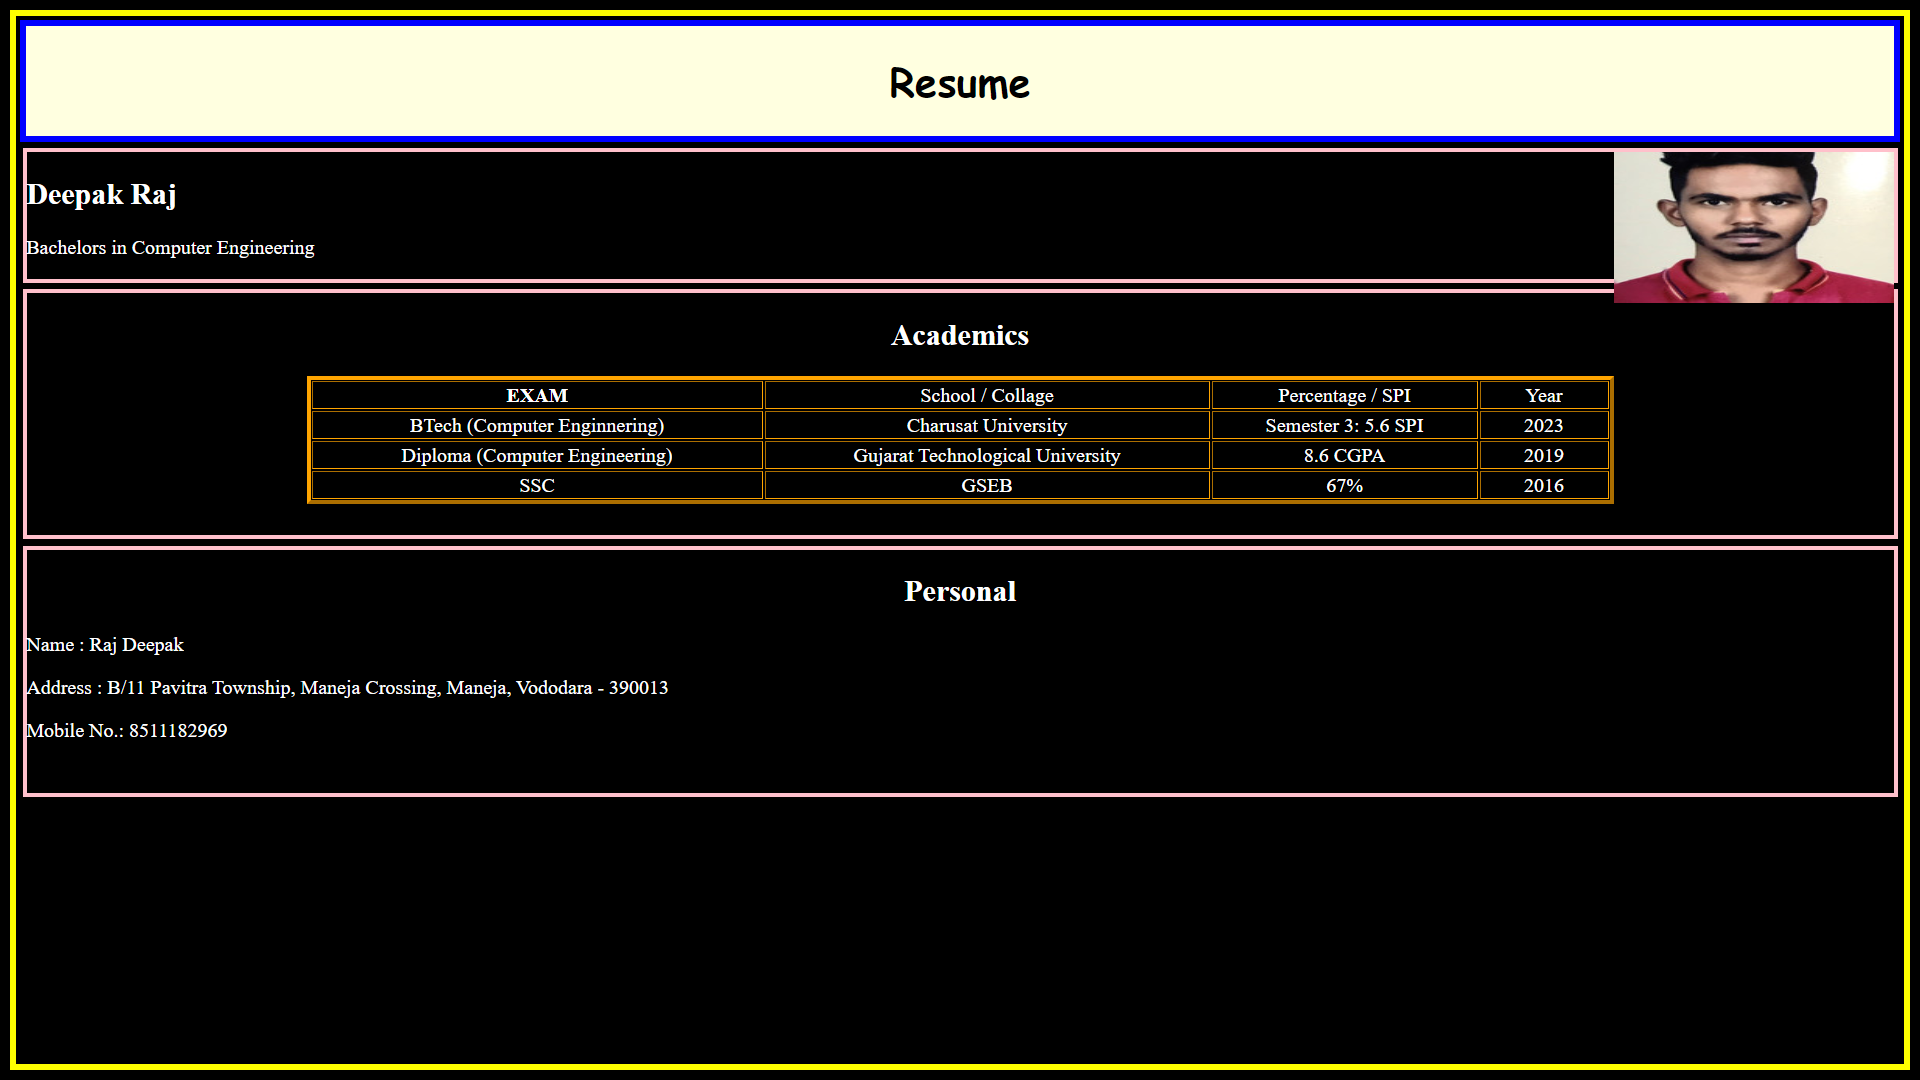 Resume
Deepak Raj
Bachelors in Computer Engineering
Academics
EXAM School / Collage Percentage / SPI Year
BTech (Computer Enginnering) Charusat University Semester 3: 5.6 SPI 2023
Diploma (Computer Engineering) Gujarat Technological University 8.6 CGPA 2019
SSC GSEB 67% 2016
Personal
Name : Raj Deepak
Address : B/11 Pavitra Township, Maneja Crossing, Maneja, Vododara - 390013
Mobile No.: 8511182969